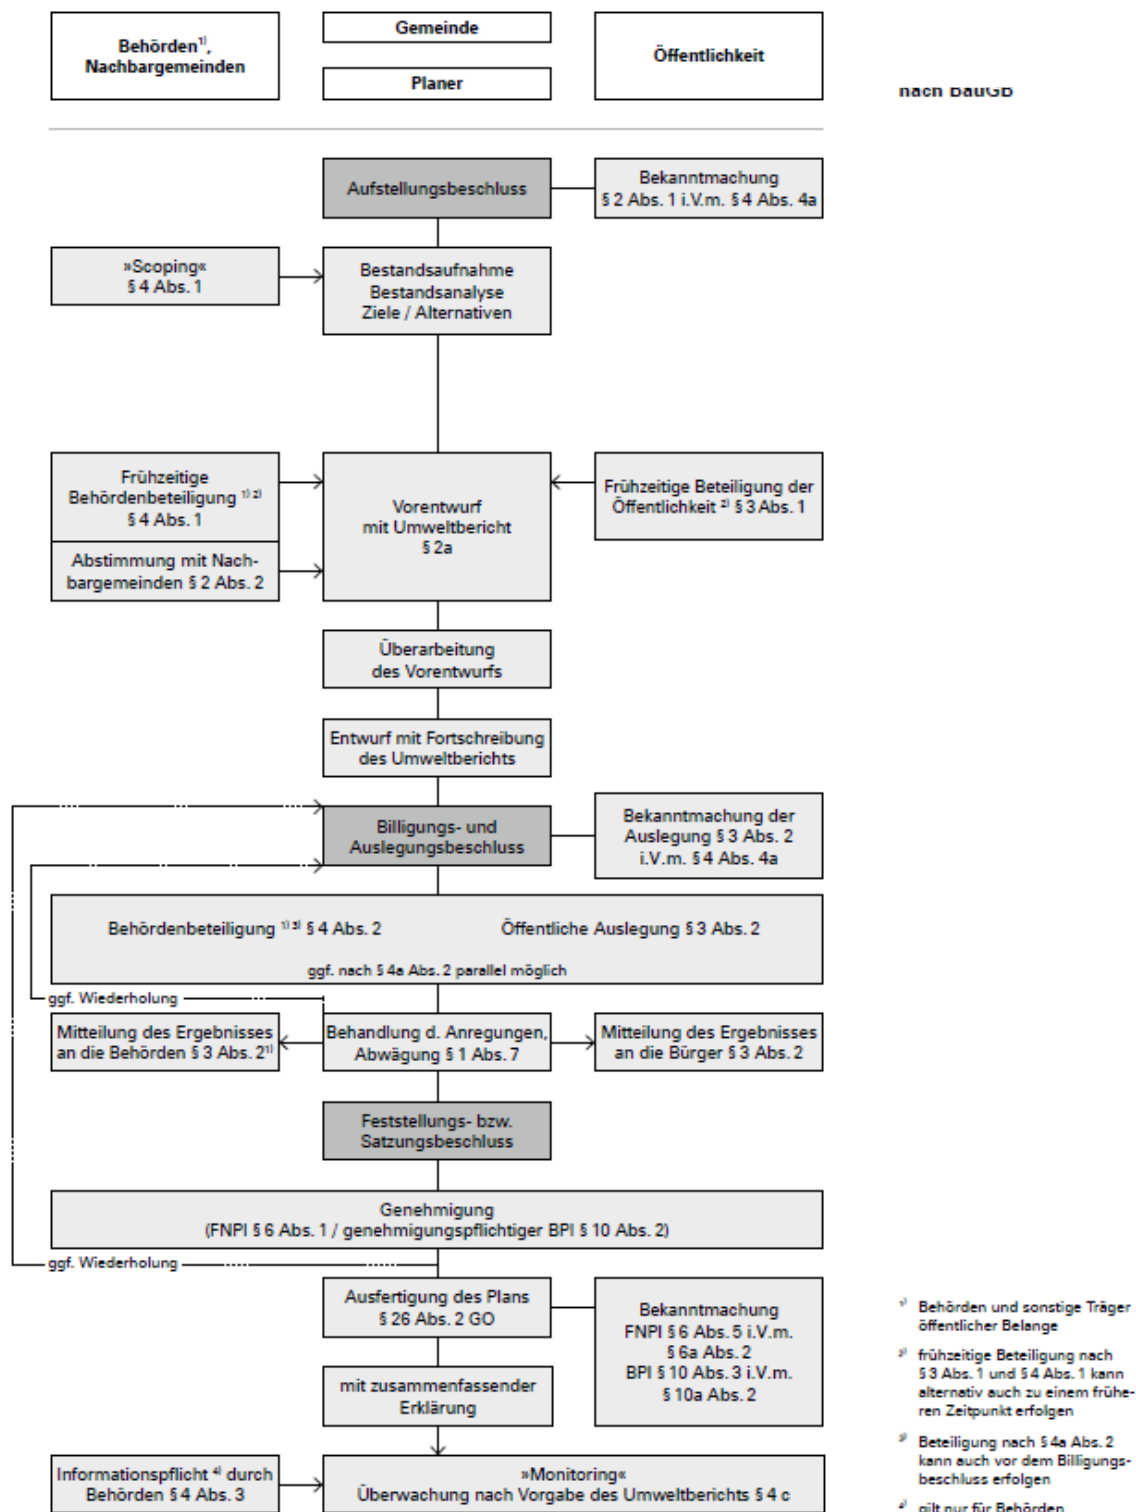 Behörden¹⁾,
Nachbargemeinden
Gemeinde
Planer
Öffentlichkeit
nach BauGB
Aufstellungsbeschluss
Bekanntmachung
§ 2 Abs. 1 i.V.m. § 4 Abs. 4a
»Scoping«
§ 4 Abs. 1
Bestandsaufnahme
Bestandsanalyse
Ziele / Alternativen
Frühzeitige
Behördenbeteiligung ¹⁾ ²⁾
§ 4 Abs. 1
Abstimmung mit Nach-
bargemeinden § 2 Abs. 2
Vorentwurf
mit Umweltbericht
§ 2a
Frühzeitige Beteiligung der
Öffentlichkeit ²⁾ § 3 Abs. 1
Überarbeitung
des Vorentwurfs
Entwurf mit Fortschreibung
des Umweltberichts
Billigungs- und
Auslegungsbeschluss
Bekanntmachung der
Auslegung § 3 Abs. 2
i.V.m. § 4 Abs. 4a
Behördenbeteiligung ¹⁾ ³⁾ § 4 Abs. 2
Öffentliche Auslegung § 3 Abs. 2
ggf. nach § 4a Abs. 2 parallel möglich
ggf. Wiederholung
Mitteilung des Ergebnisses
an die Behörden § 3 Abs. 2¹⁾
Behandlung d. Anregungen,
Abwägung § 1 Abs. 7
Mitteilung des Ergebnisses
an die Bürger § 3 Abs. 2
Feststellungs- bzw.
Satzungsbeschluss
Genehmigung
(FNPl § 6 Abs. 1 / genehmigungspflichtiger BPl § 10 Abs. 2)
ggf. Wiederholung
Ausfertigung des Plans
§ 26 Abs. 2 GO
Bekanntmachung
FNPl § 6 Abs. 5 i.V.m.
§ 6a Abs. 2
BPl § 10 Abs. 3 i.V.m.
§ 10a Abs. 2
mit zusammenfassender
Erklärung
Informationspflicht ⁴⁾ durch
Behörden § 4 Abs. 3
»Monitoring«
Überwachung nach Vorgabe des Umweltberichts § 4 c
¹⁾ Behörden und sonstige Träger
öffentlicher Belange
²⁾ frühzeitige Beteiligung nach
§ 3 Abs. 1 und § 4 Abs. 1 kann
alternativ auch zu einem frühe-
ren Zeitpunkt erfolgen
³⁾ Beteiligung nach § 4a Abs. 2
kann auch vor dem Billigungs-
beschluss erfolgen
⁴⁾ gilt nur für Behörden